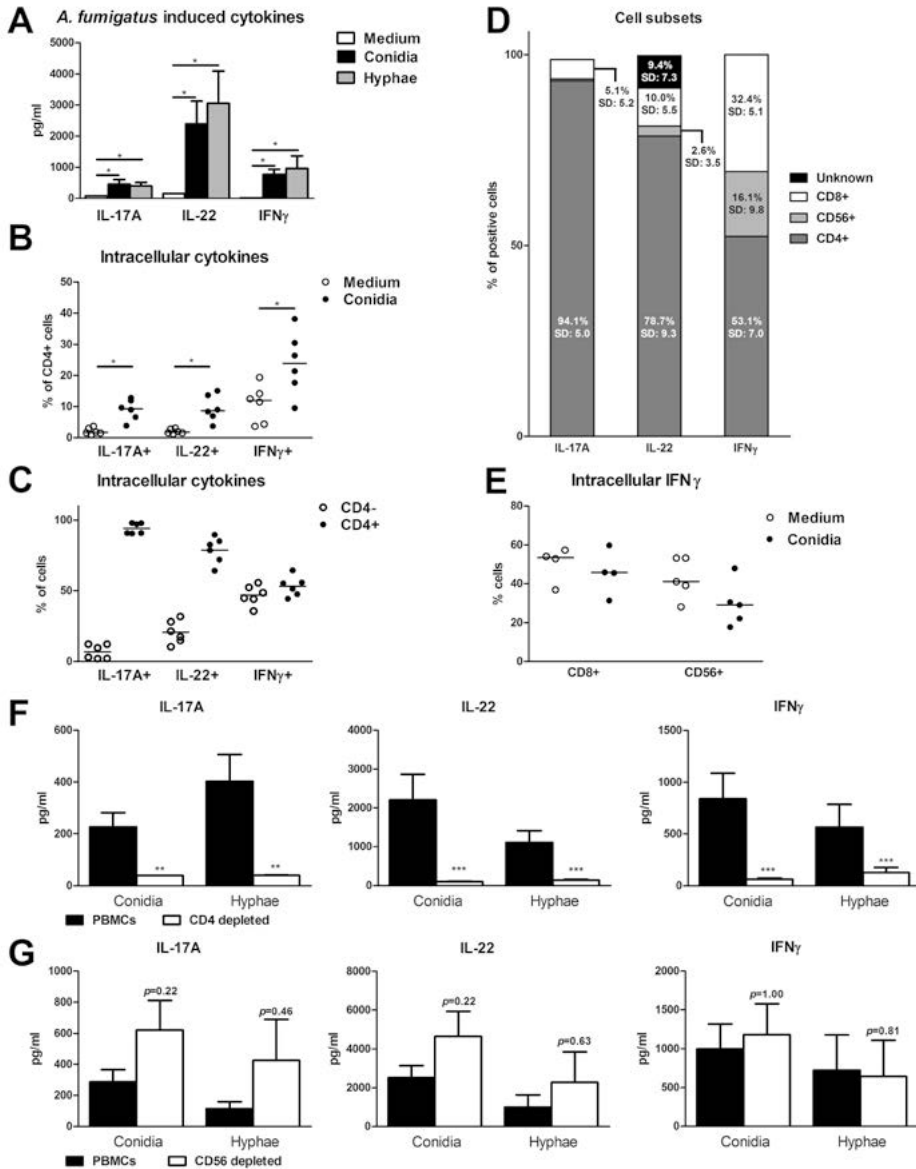 A
A. fumigatus induced cytokines
Medium
Conidia
Hyphae
pg/ml
5000
4000
3000
2000
1000
0
* * * * * *
IL-17A IL-22 IFNγ
B
Intracellular cytokines
Medium
Conidia
% of CD4+ cells
50
40
30
20
10
0
* * *
IL-17A+ IL-22+ IFNγ+
C
Intracellular cytokines
CD4-
CD4+
% of cells
100
50
0
IL-17A+ IL-22+ IFNγ+
D
Cell subsets
% of positive cells
100
50
0
5.1%
SD: 5.2
94.1%
SD: 5.0
9.4%
SD: 7.3
10.0%
SD: 5.5
2.6%
SD: 3.5
78.7%
SD: 9.3
32.4%
SD: 5.1
16.1%
SD: 9.8
53.1%
SD: 7.0
IL-17A IL-22 IFNγ
Unknown
CD8+
CD56+
CD4+
E
Intracellular IFNγ
Medium
Conidia
% cells
80
60
40
20
0
CD8+ CD56+
F
IL-17A
pg/ml
600
400
200
0
** **
Conidia Hyphae
IL-22
pg/ml
4000
3000
2000
1000
0
*** ***
Conidia Hyphae
IFNγ
pg/ml
1500
1000
500
0
*** ***
Conidia Hyphae
PBMCs CD4 depleted
G
IL-17A
pg/ml
1000
800
600
400
200
0
p=0.22
p=0.46
Conidia Hyphae
IL-22
pg/ml
8000
6000
4000
2000
0
p=0.22
p=0.63
Conidia Hyphae
IFNγ
pg/ml
2000
1500
1000
500
0
p=1.00
p=0.81
Conidia Hyphae
PBMCs CD56 depleted